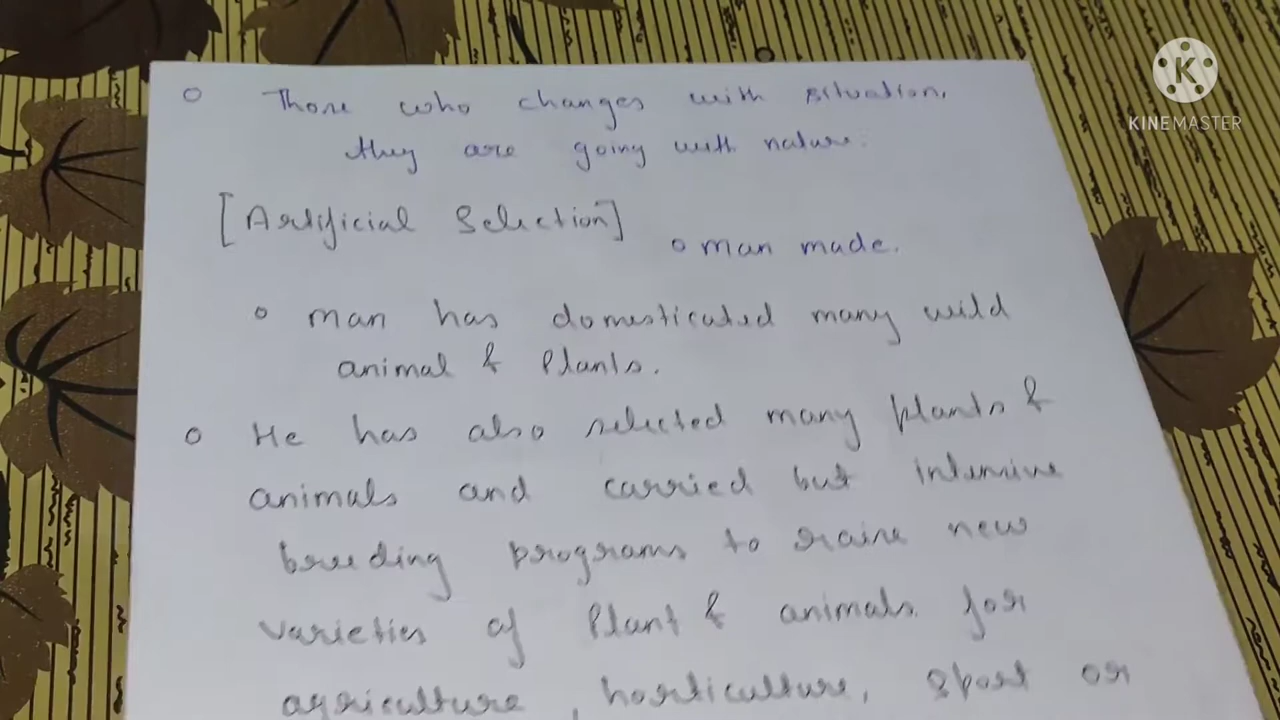 Those who changes with situation.
they are going with nature.
[Artificial Selection]
o man made.
o man has domesticated many wild
animal & Plants.
o He has also selected many plants &
animals and carried but intensive
breeding programs to raise new
varieties of Plant & animals for
agriculture, horticulture, sport or
K
KINEMASTER